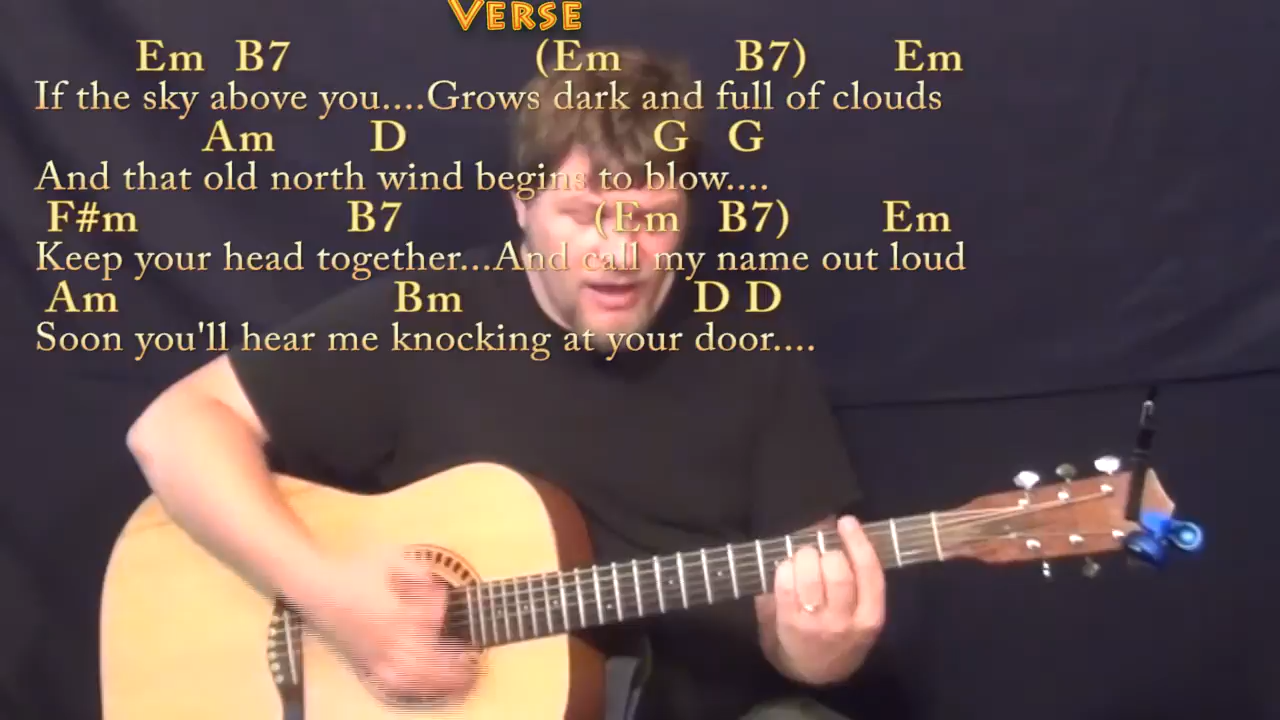 VERSE
Em B7 (Em B7) Em
If the sky above you....Grows dark and full of clouds
Am D G G
And that old north wind begins to blow....
F#m B7 (Em B7) Em
Keep your head together...And call my name out loud
Am Bm D D
Soon you'll hear me knocking at your door....